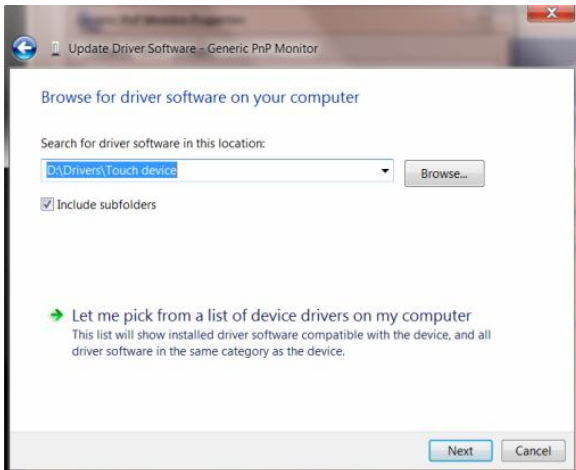 Update Driver Software - Generic PnP Monitor
Browse for driver software on your computer
Search for driver software in this location:
D:\Drivers\Touch device
Browse...
Include subfolders
Let me pick from a list of device drivers on my computer
This list will show installed driver software compatible with the device, and all
driver software in the same category as the device.
Next
Cancel